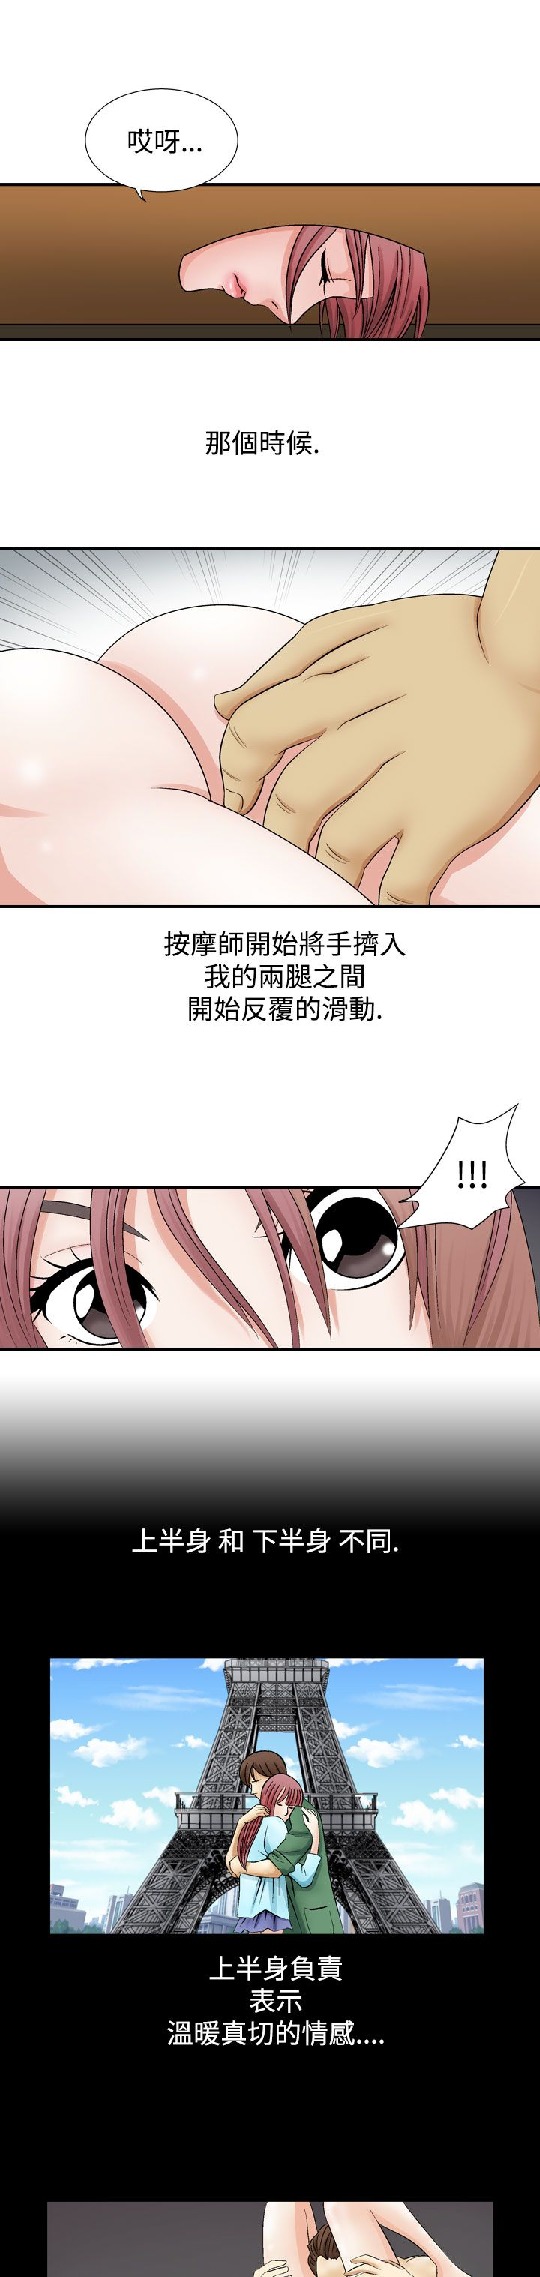 哎呀...
那個時候.
按摩師開始將手擠入
我的兩腿之間
開始反覆的滑動.
!!!
上半身 和 下半身 不同.
上半身負責
表示
溫暖真切的情感....